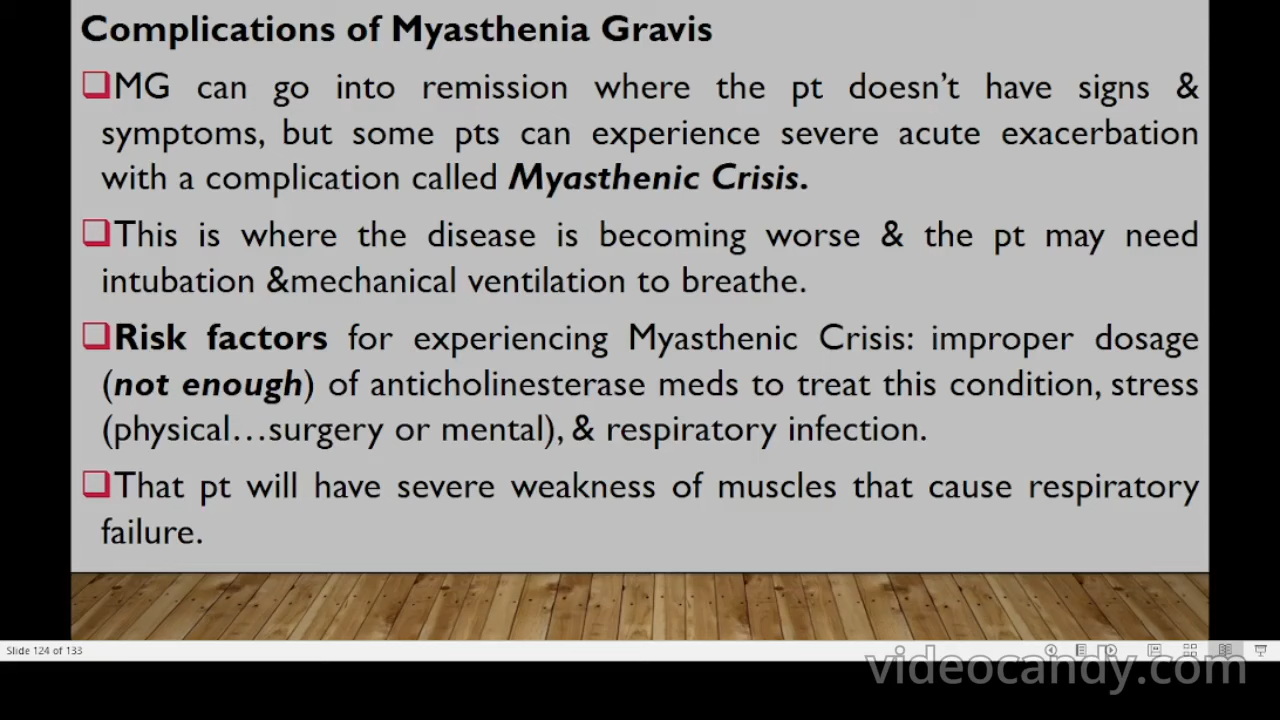 Complications of Myasthenia Gravis
❑MG can go into remission where the pt doesn’t have signs &
symptoms, but some pts can experience severe acute exacerbation
with a complication called Myasthenic Crisis.
❑This is where the disease is becoming worse & the pt may need
intubation &mechanical ventilation to breathe.
❑Risk factors for experiencing Myasthenic Crisis: improper dosage
(not enough) of anticholinesterase meds to treat this condition, stress
(physical…surgery or mental), & respiratory infection.
❑That pt will have severe weakness of muscles that cause respiratory
failure.
Slide 124 of 133
videocandy.com